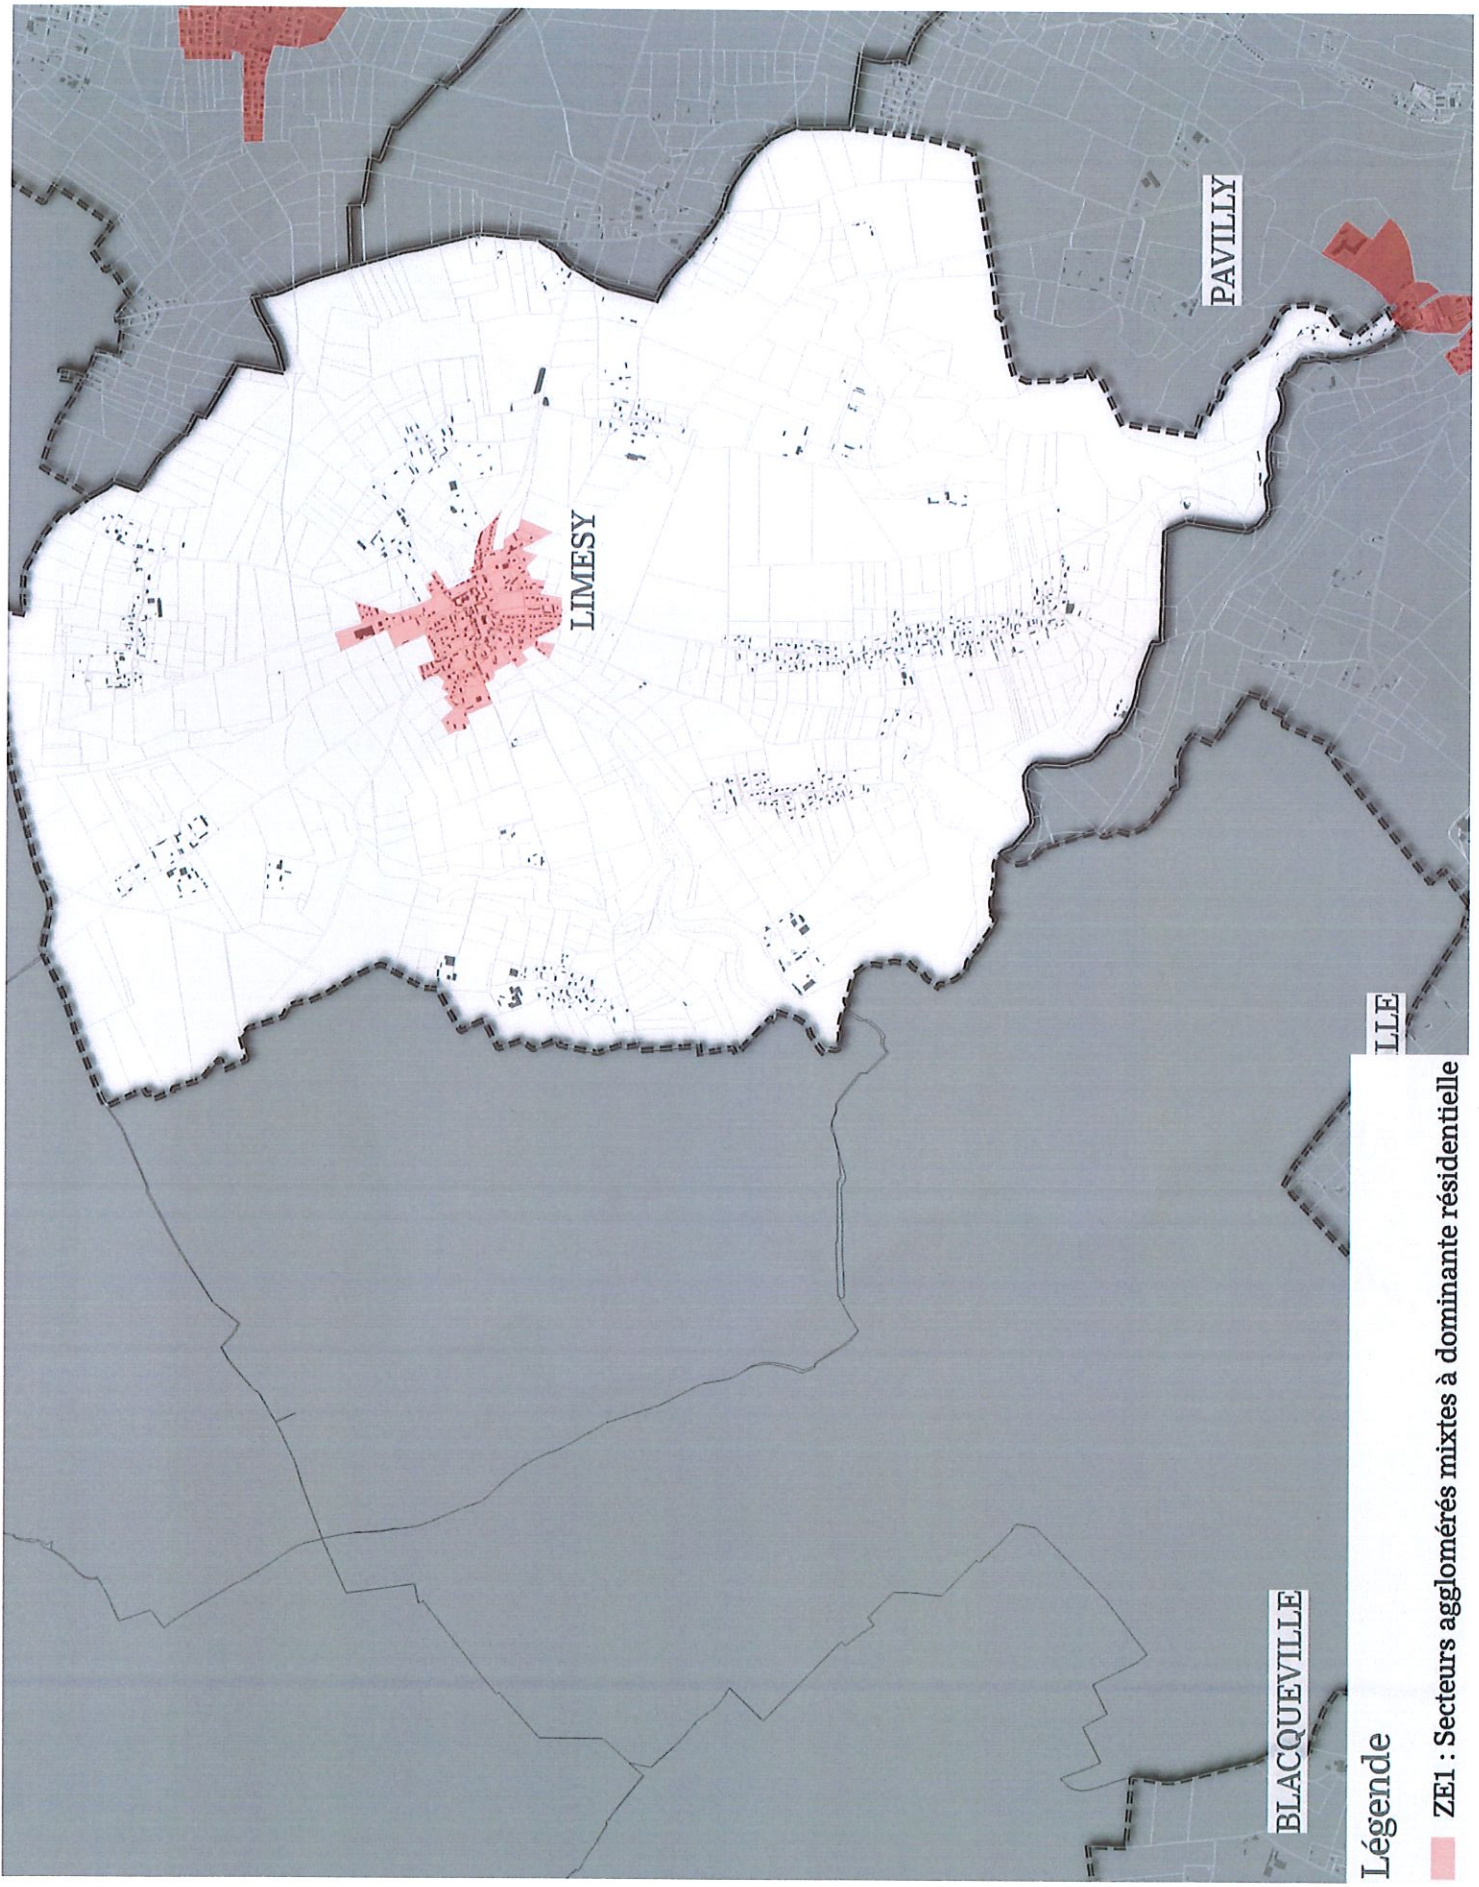 LIMESY
PAVILLY
LLE
BLACQUEVILLE
Légende
ZE1 : Secteurs agglomérés mixtes à dominante résidentielle